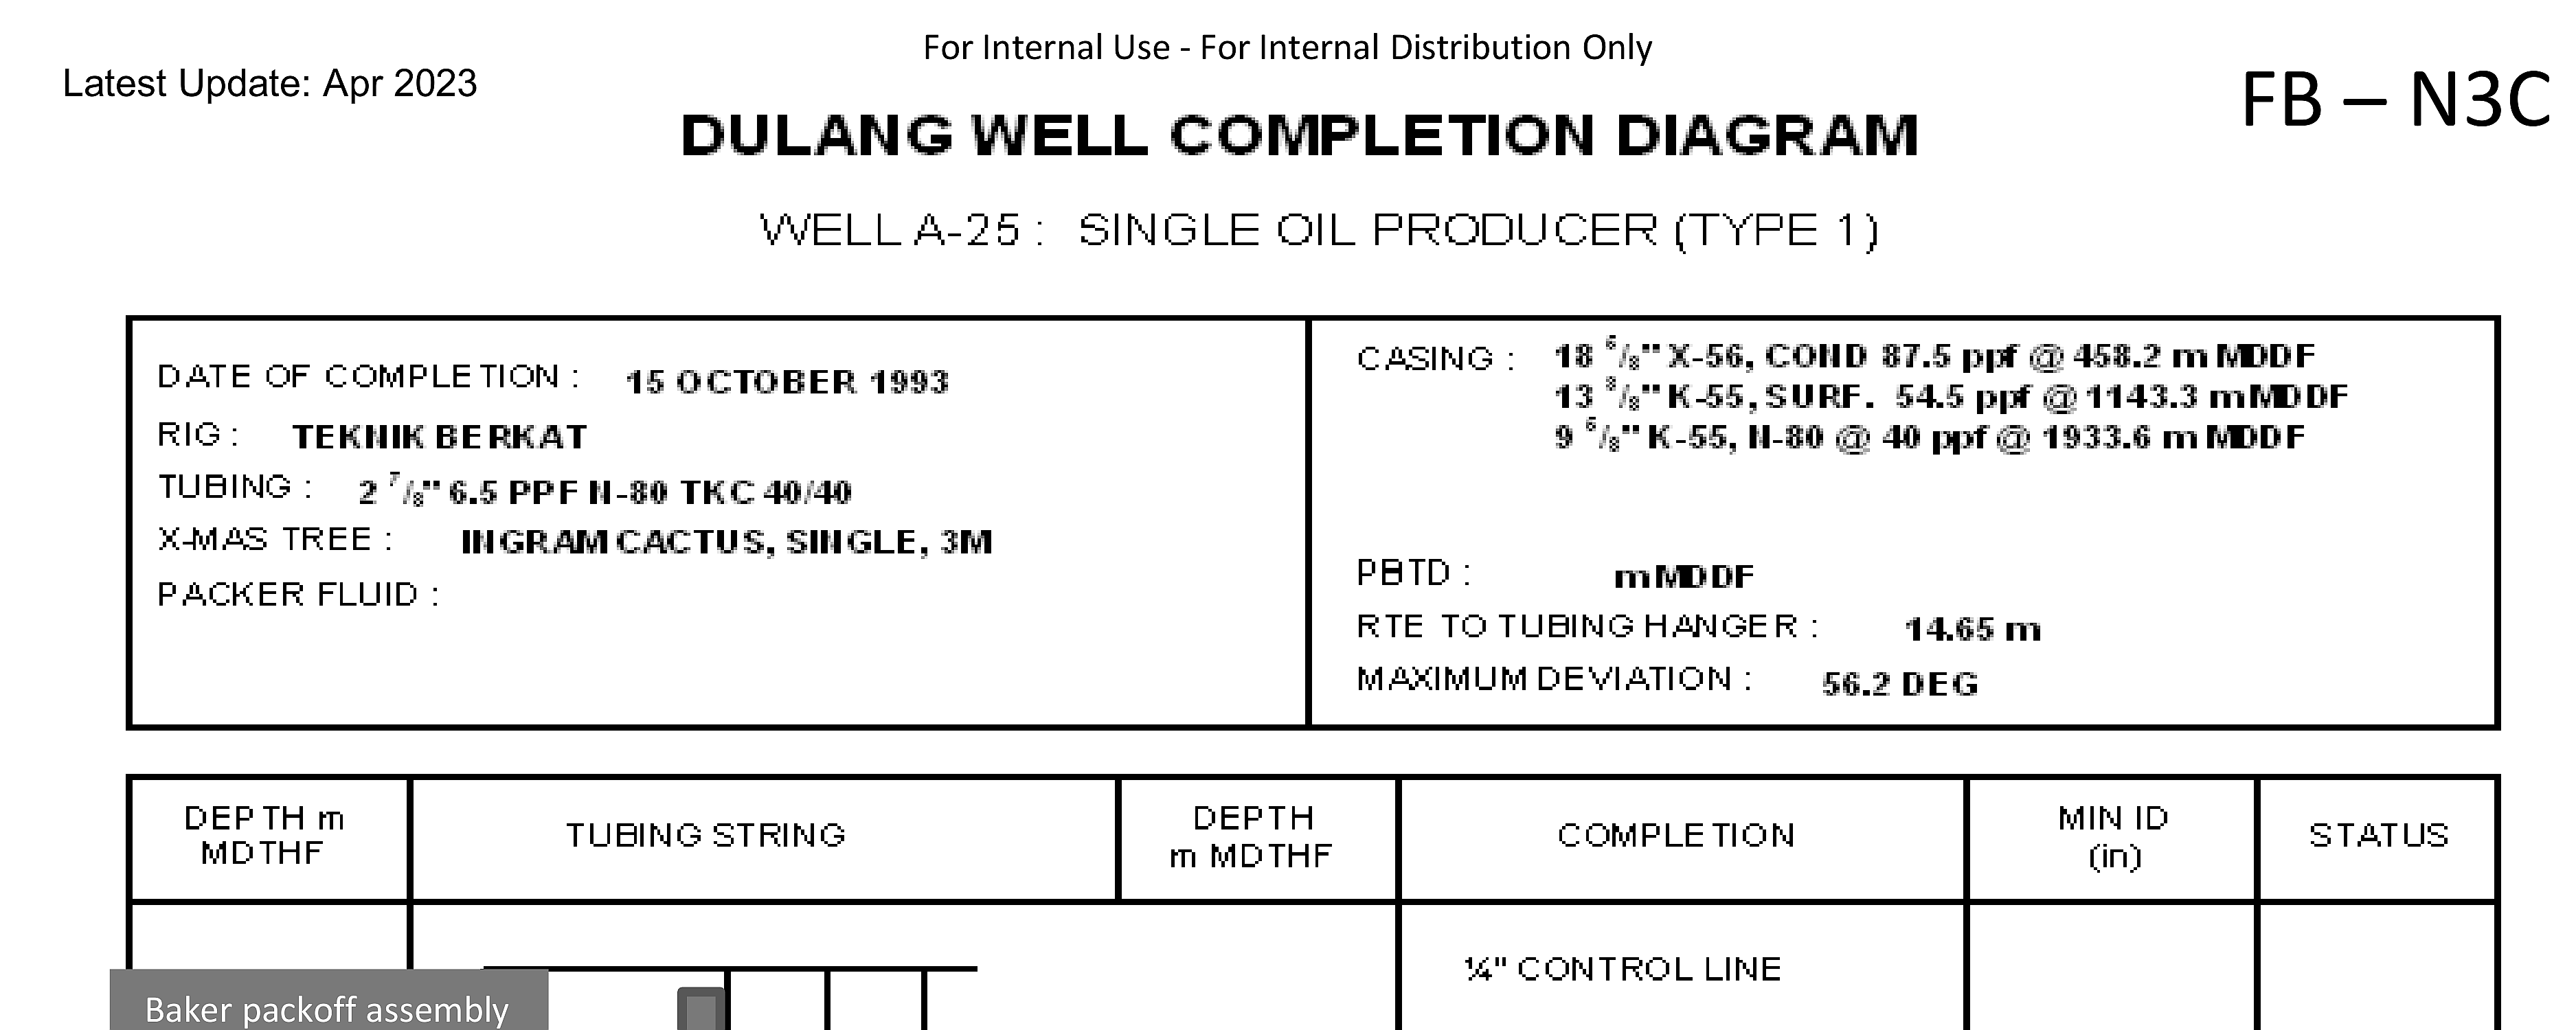 For Internal Use - For Internal Distribution Only
Latest Update: Apr 2023
FB – N3C
DULANG WELL COMPLETION DIAGRAM
WELL A-25 : SINGLE OIL PRODUCER (TYPE 1)
DATE OF COMPLETION : 15 OCTOBER 1993
RIG : TEKNIK BERKAT
TUBING : 2 7/8" 6.5 PPF N-80 TKC 40/40
X-MAS TREE : INGRAM CACTUS, SINGLE, 3M
PACKER FLUID :
CASING : 18 5/8" X-56, COND 87.5 ppf @ 458.2 m MDDF
13 3/8" K-55, SURF. 54.5 ppf @ 1143.3 m MDDF
9 5/8" K-55, N-80 @ 40 ppf @ 1933.6 m MDDF
PBTD : m MDDF
RTE TO TUBING HANGER : 14.65 m
MAXIMUM DEVIATION : 56.2 DEG
DEPTH m
MDTHF
TUBING STRING
DEPTH
m MDTHF
COMPLETION
MIN ID
(in)
STATUS
¼" CONTROL LINE
Baker packoff assembly